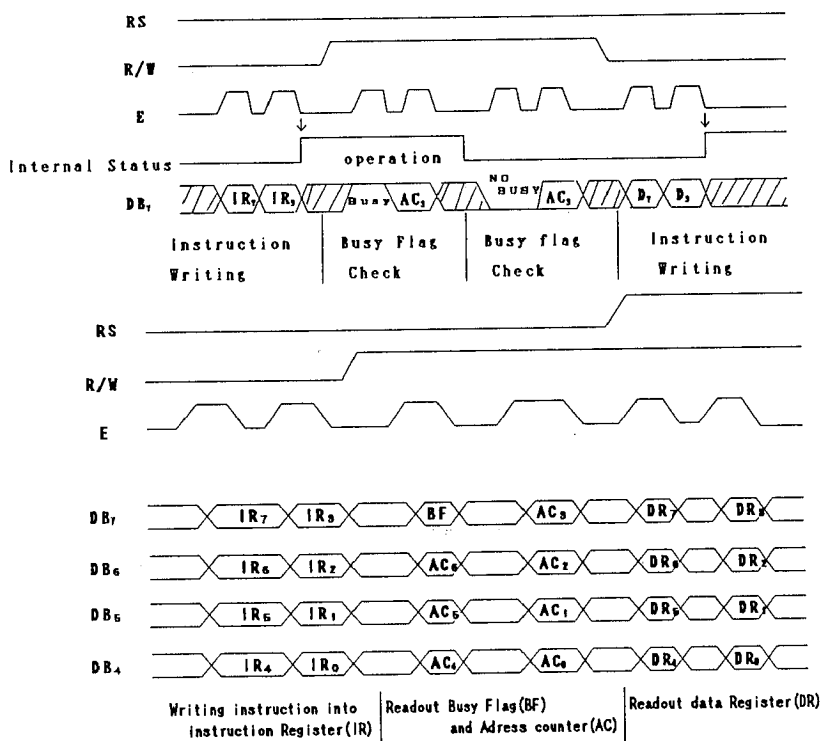 RS
R/W
E
Internal Status operation
DB7 IR7 IR3 Busy AC3 NO BUSY AC3 D7 D3
Instruction Writing
Busy Flag Check
Busy flag Check
Instruction Writing
RS
R/W
E
DB7 IR7 IR3 BF AC3 DR7 DR3
DB6 IR6 IR2 AC6 AC2 DR6 DR2
DB5 IR5 IR1 AC5 AC1 DR5 DR1
DB4 IR4 IR0 AC4 AC0 DR4 DR0
Writing instruction into
instruction Register(IR)
Readout Busy Flag(BF)
and Adress counter(AC)
Readout data Register(DR)